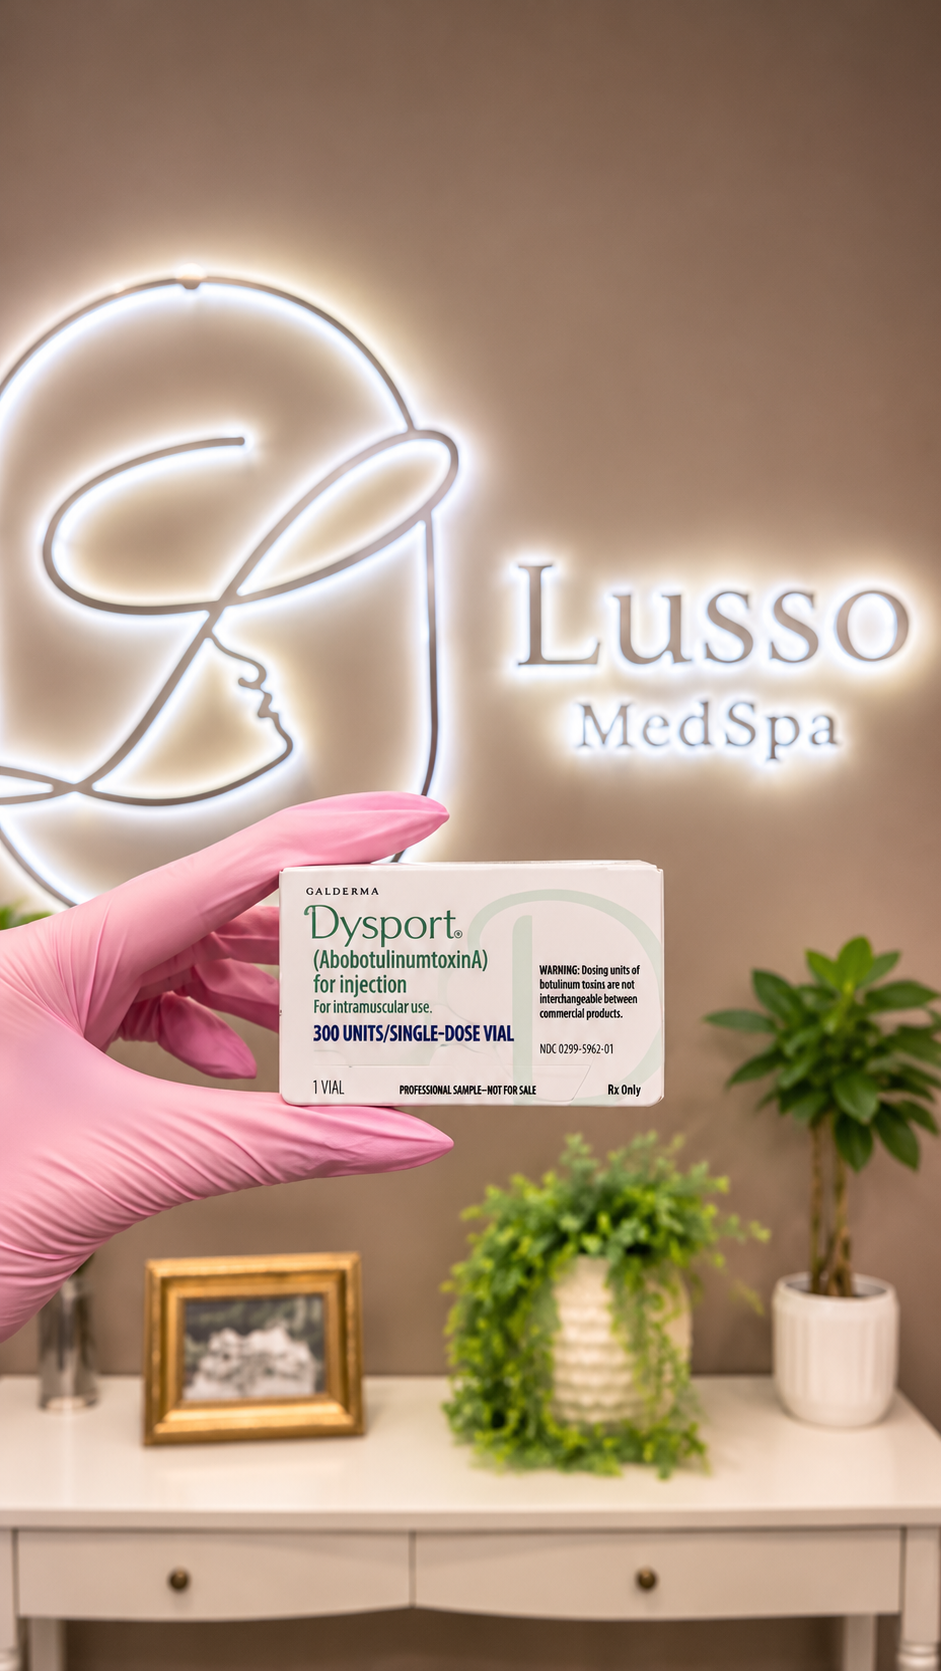 Lusso
MedSpa
GALDERMA
Dysport®
(AbobotulinumtoxinA)
for injection
For intramuscular use.
300 UNITS/SINGLE-DOSE VIAL
WARNING: Dosing units of
botulinum toxins are not
interchangeable between
commercial products.
NDC 0299-5962-01
1 VIAL
PROFESSIONAL SAMPLE–NOT FOR SALE
Rx Only